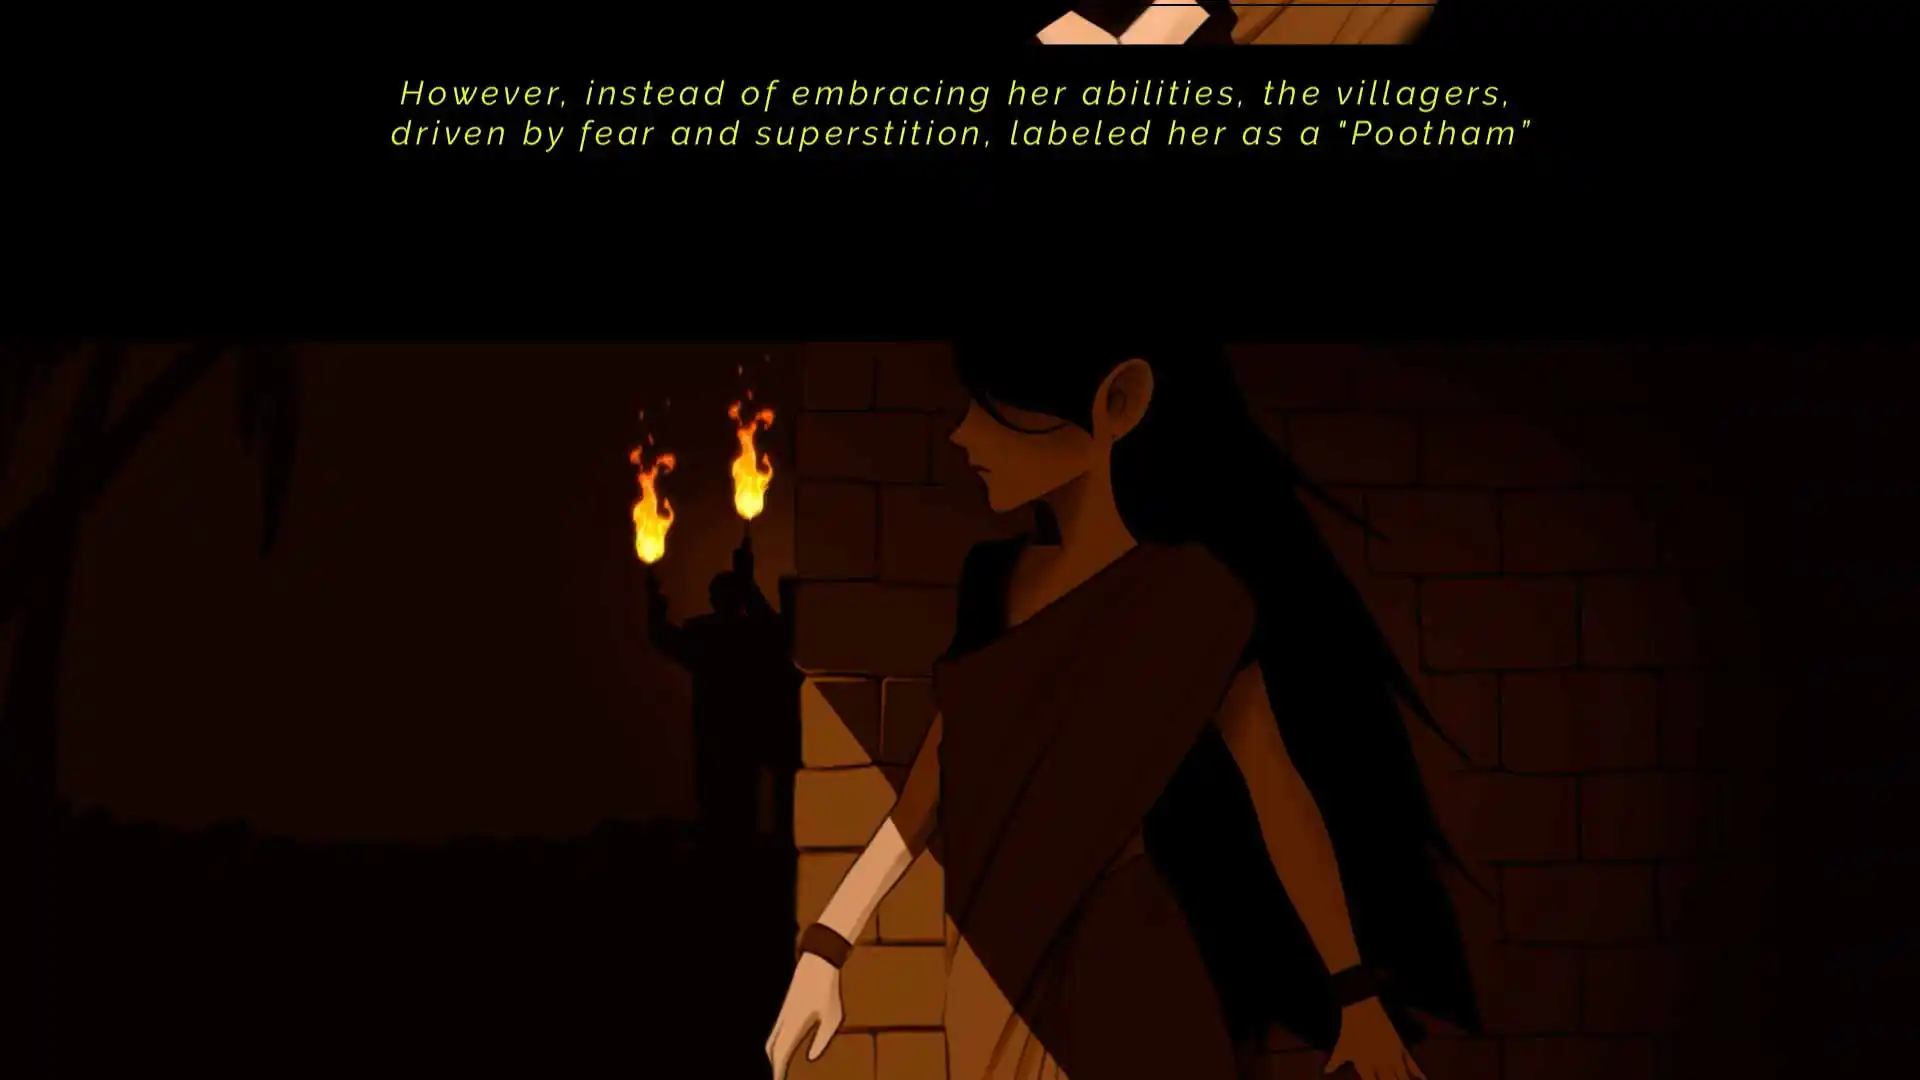 However, instead of embracing her abilities, the villagers,
driven by fear and superstition, labeled her as a "Pootham”